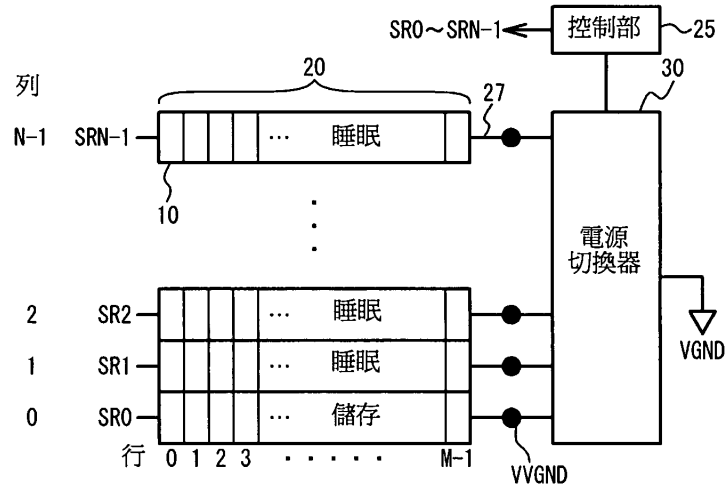 SR0～SRN-1
控制部
25
列
20
27
30
N-1 SRN-1 … 睡眠
10
電源
切換器
2 SR2 … 睡眠
VGND
1 SR1 … 睡眠
0 SR0 … 儲存
行 0 1 2 3 ・・・・・・ M-1
VVGND